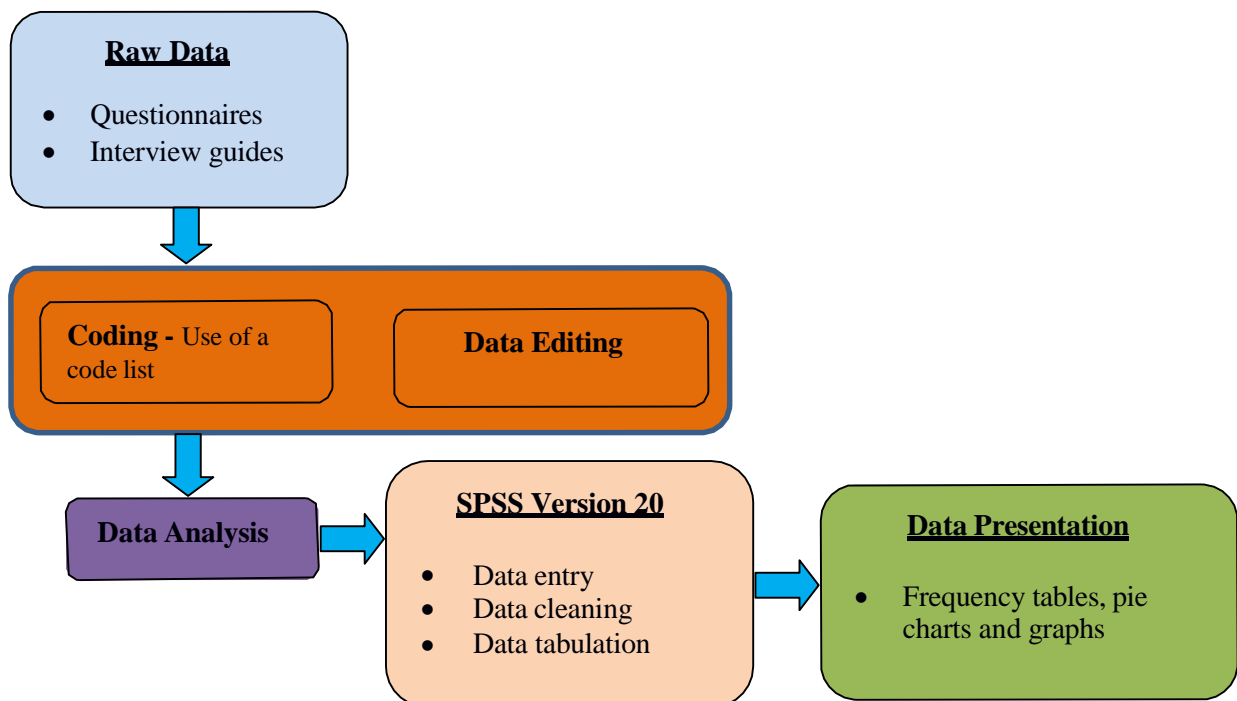 Raw Data
• Questionnaires
• Interview guides
Coding - Use of a
code list
Data Editing
Data Analysis
SPSS Version 20
• Data entry
• Data cleaning
• Data tabulation
Data Presentation
• Frequency tables, pie
charts and graphs